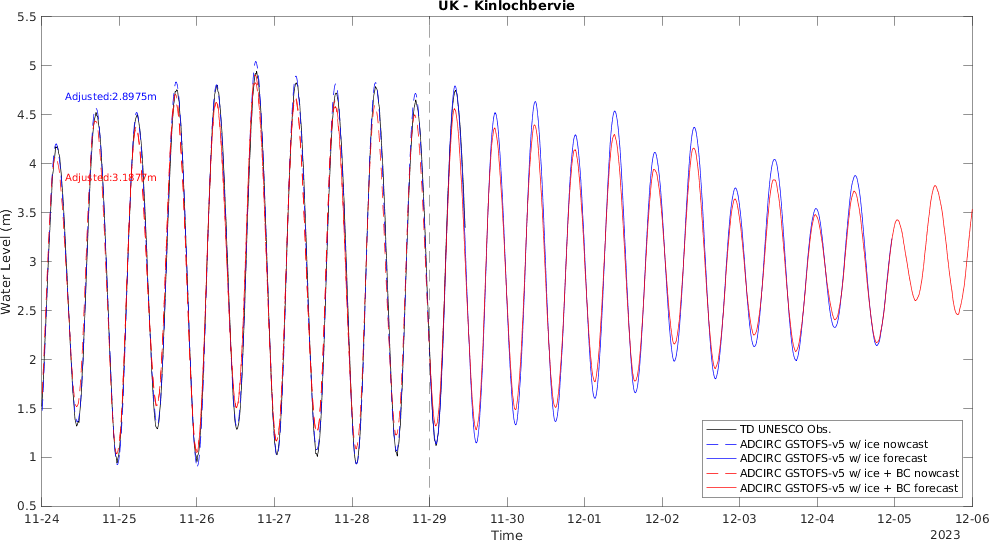 UK - Kinlochbervie
5.5
5
4.5
4
3.5
3
2.5
2
1.5
1
0.5
Water Level (m)
Adjusted:2.8975m
Adjusted:3.1877m
TD UNESCO Obs.
ADCIRC GSTOFS-v5 w/ ice nowcast
ADCIRC GSTOFS-v5 w/ ice forecast
ADCIRC GSTOFS-v5 w/ ice + BC nowcast
ADCIRC GSTOFS-v5 w/ ice + BC forecast
11-24 11-25 11-26 11-27 11-28 11-29 11-30 12-01 12-02 12-03 12-04 12-05 12-06
Time
2023